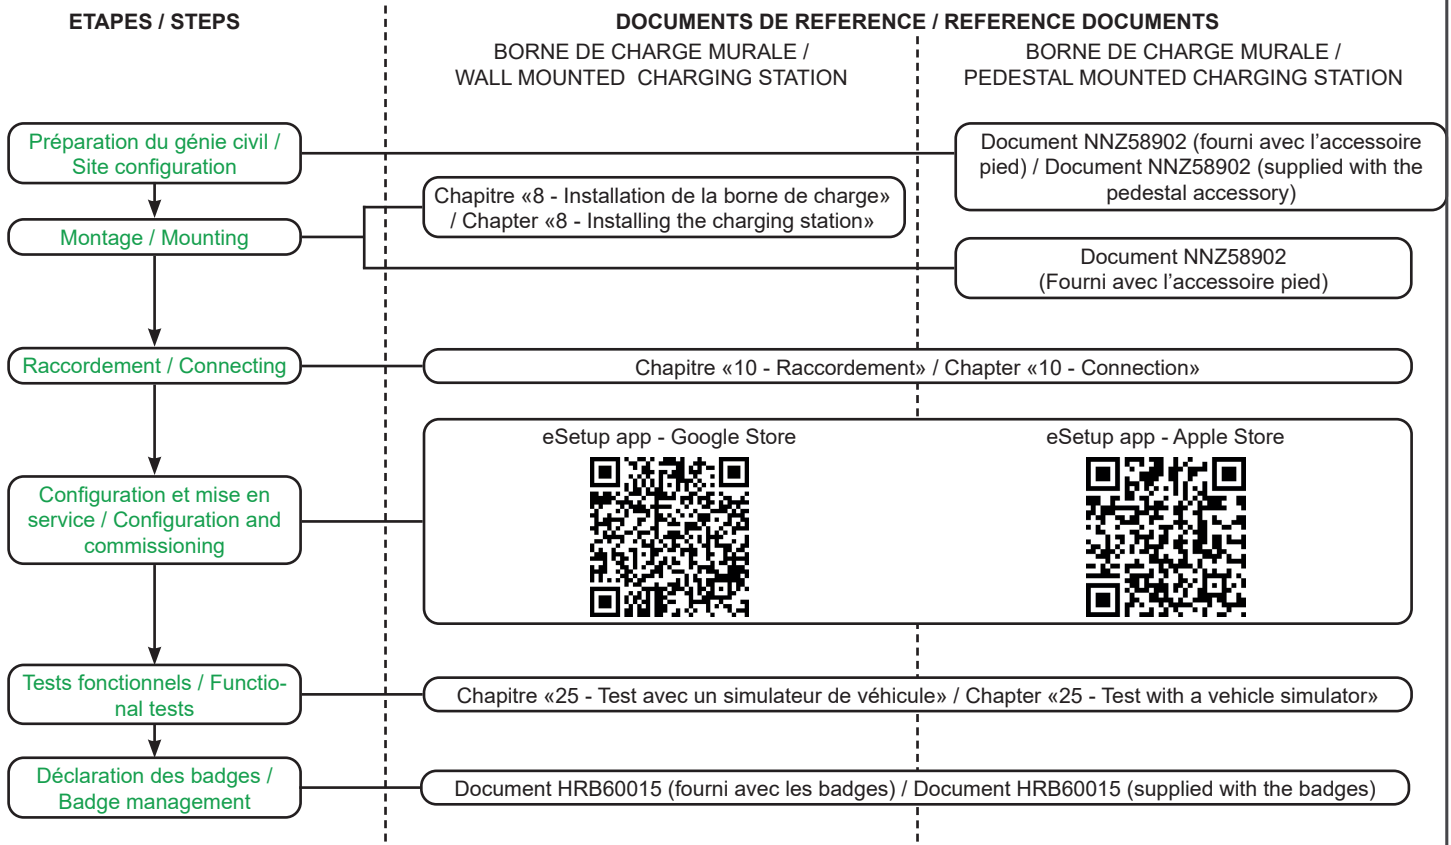 ETAPES / STEPS
DOCUMENTS DE REFERENCE / REFERENCE DOCUMENTS
BORNE DE CHARGE MURALE /
WALL MOUNTED CHARGING STATION
BORNE DE CHARGE MURALE /
PEDESTAL MOUNTED CHARGING STATION
Préparation du génie civil /
Site configuration
Document NNZ58902 (fourni avec l’accessoire
pied) / Document NNZ58902 (supplied with the
pedestal accessory)
Montage / Mounting
Chapitre «8 - Installation de la borne de charge»
/ Chapter «8 - Installing the charging station»
Document NNZ58902
(Fourni avec l’accessoire pied)
Raccordement / Connecting
Chapitre «10 - Raccordement» / Chapter «10 - Connection»
Configuration et mise en
service / Configuration and
commissioning
eSetup app - Google Store
eSetup app - Apple Store
Tests fonctionnels / Functio-
nal tests
Chapitre «25 - Test avec un simulateur de véhicule» / Chapter «25 - Test with a vehicle simulator»
Déclaration des badges /
Badge management
Document HRB60015 (fourni avec les badges) / Document HRB60015 (supplied with the badges)